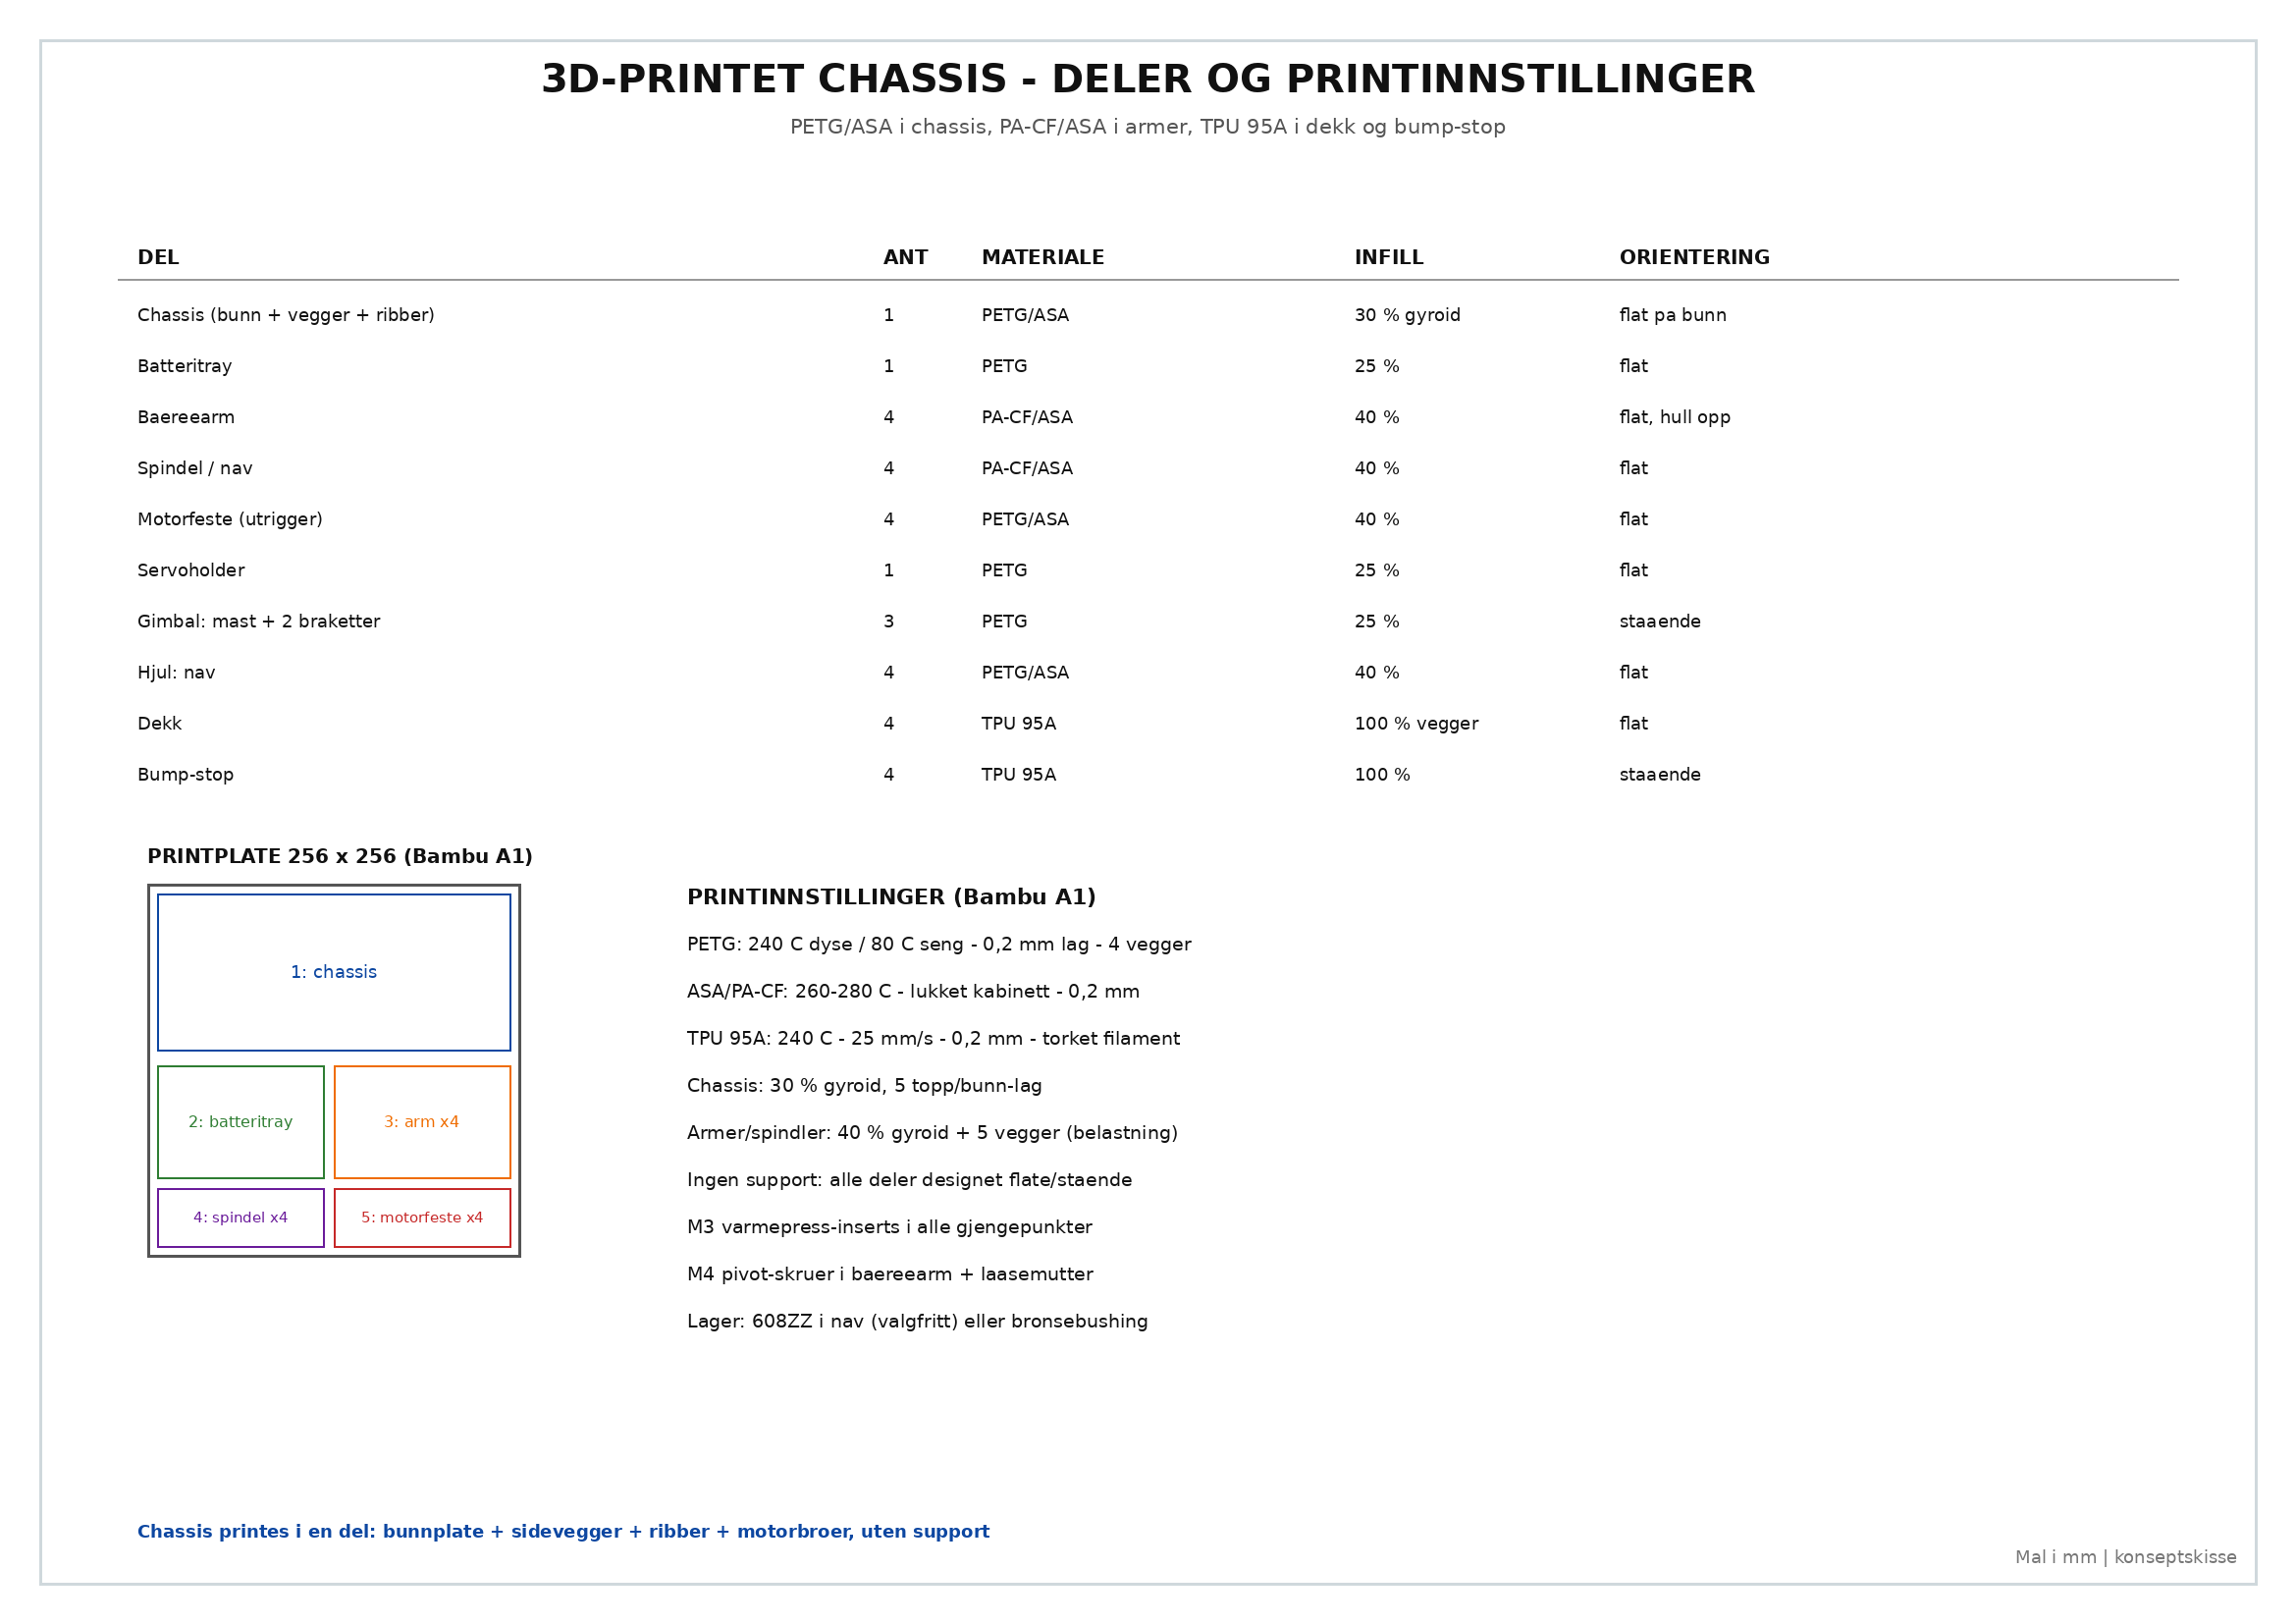 3D-PRINTET CHASSIS - DELER OG PRINTINNSTILLINGER
PETG/ASA i chassis, PA-CF/ASA i armer, TPU 95A i dekk og bump-stop
DEL ANT MATERIALE INFILL ORIENTERING
Chassis (bunn + vegger + ribber) 1 PETG/ASA 30 % gyroid flat pa bunn
Batteritray 1 PETG 25 % flat
Baereearm 4 PA-CF/ASA 40 % flat, hull opp
Spindel / nav 4 PA-CF/ASA 40 % flat
Motorfeste (utrigger) 4 PETG/ASA 40 % flat
Servoholder 1 PETG 25 % flat
Gimbal: mast + 2 braketter 3 PETG 25 % staaende
Hjul: nav 4 PETG/ASA 40 % flat
Dekk 4 TPU 95A 100 % vegger flat
Bump-stop 4 TPU 95A 100 % staaende
PRINTPLATE 256 x 256 (Bambu A1)
1: chassis
2: batteritray
3: arm x4
4: spindel x4
5: motorfeste x4
PRINTINNSTILLINGER (Bambu A1)
PETG: 240 C dyse / 80 C seng - 0,2 mm lag - 4 vegger
ASA/PA-CF: 260-280 C - lukket kabinett - 0,2 mm
TPU 95A: 240 C - 25 mm/s - 0,2 mm - torket filament
Chassis: 30 % gyroid, 5 topp/bunn-lag
Armer/spindler: 40 % gyroid + 5 vegger (belastning)
Ingen support: alle deler designet flate/staende
M3 varmepress-inserts i alle gjengepunkter
M4 pivot-skruer i baereearm + laasemutter
Lager: 608ZZ i nav (valgfritt) eller bronsebushing
Chassis printes i en del: bunnplate + sidevegger + ribber + motorbroer, uten support
Mal i mm | konseptskisse